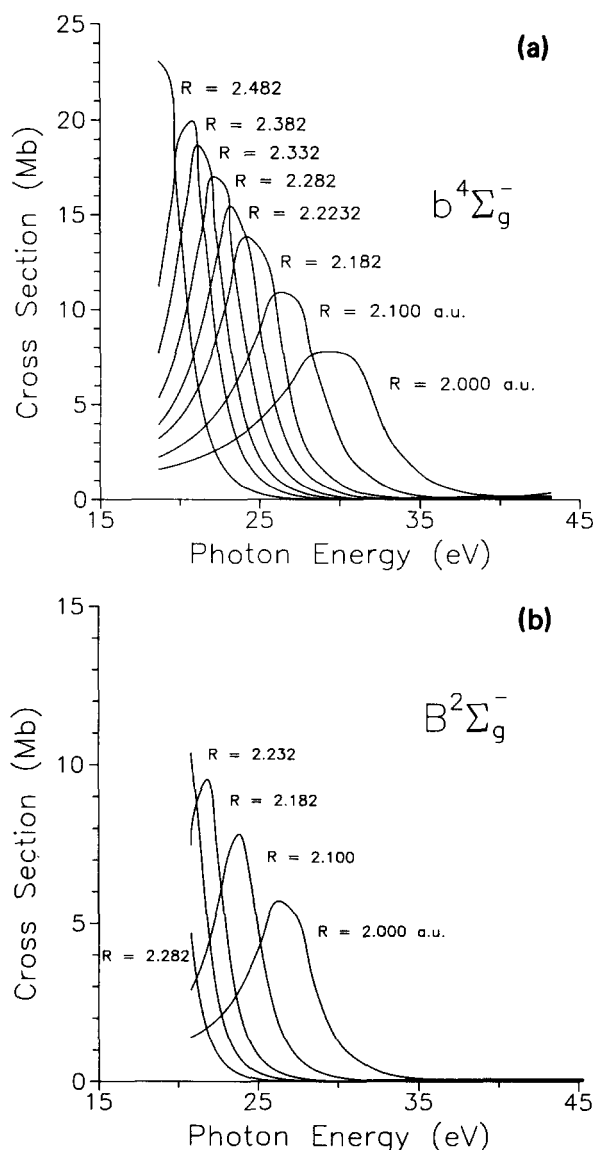 (a)
25
20
15
10
5
0
Cross Section (Mb)
R = 2.482
R = 2.382
R = 2.332
R = 2.282
R = 2.2232
R = 2.182
R = 2.100 a.u.
R = 2.000 a.u.
b⁴Σg⁻
15 25 35 45
Photon Energy (eV)
(b)
15
10
5
0
Cross Section (Mb)
B²Σg⁻
R = 2.232
R = 2.182
R = 2.100
R = 2.000 a.u.
R = 2.282
15 25 35 45
Photon Energy (eV)